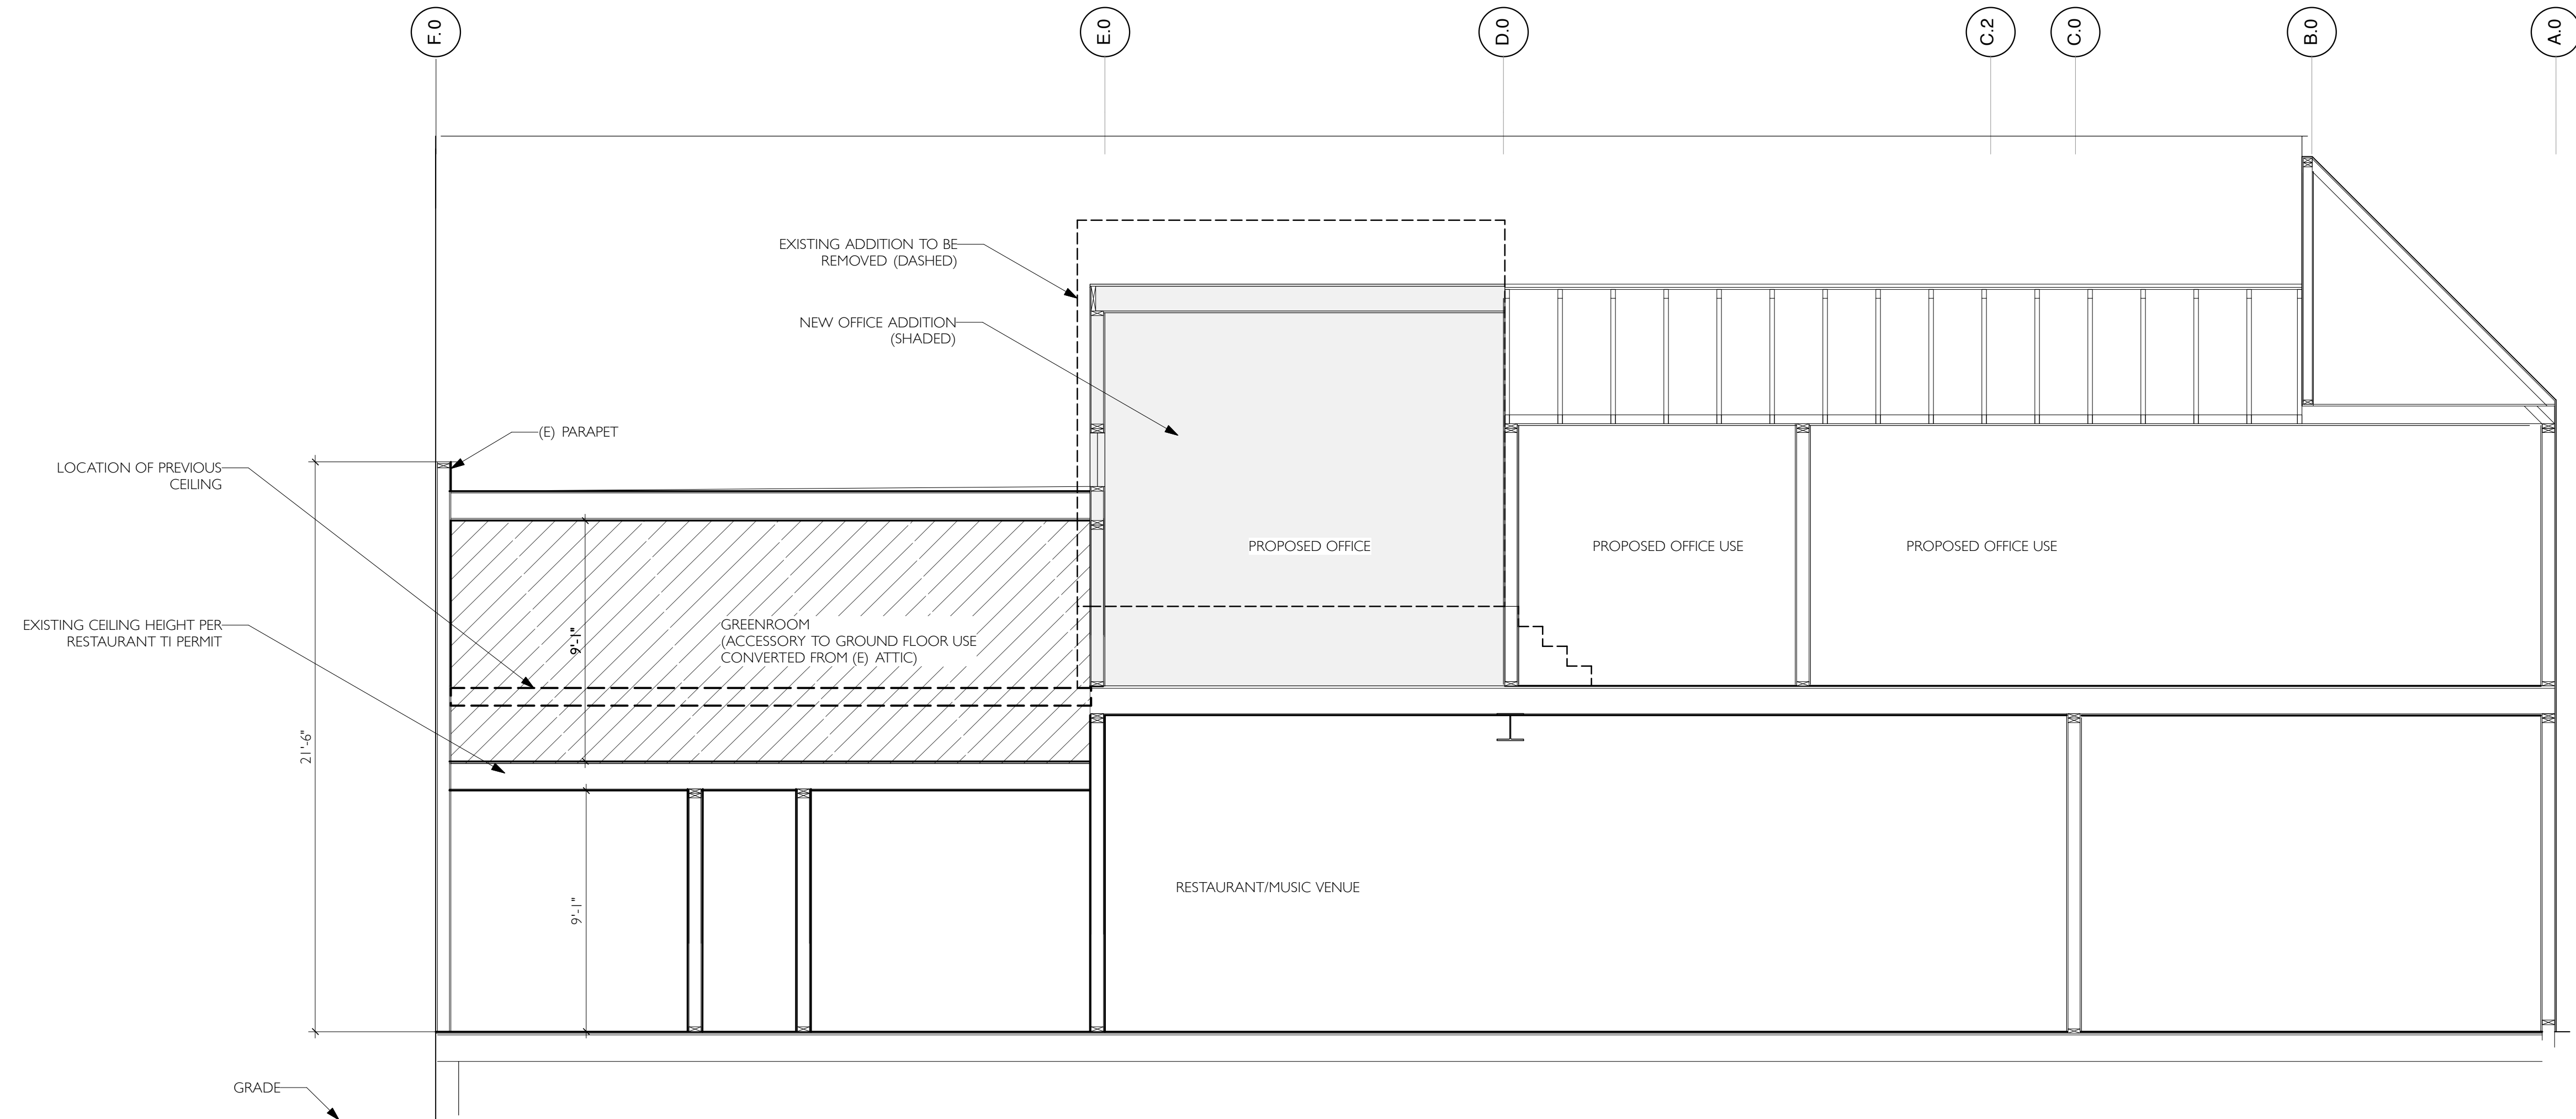 F.0
E.0
D.0
C.2
C.0
B.0
A.0
EXISTING ADDITION TO BE
REMOVED (DASHED)
NEW OFFICE ADDITION
(SHADED)
(E) PARAPET
LOCATION OF PREVIOUS
CEILING
PROPOSED OFFICE
PROPOSED OFFICE USE
PROPOSED OFFICE USE
EXISTING CEILING HEIGHT PER
RESTAURANT TI PERMIT
9'-1"
GREENROOM
(ACCESSORY TO GROUND FLOOR USE
CONVERTED FROM (E) ATTIC)
21'-6"
9'-1"
RESTAURANT/MUSIC VENUE
GRADE